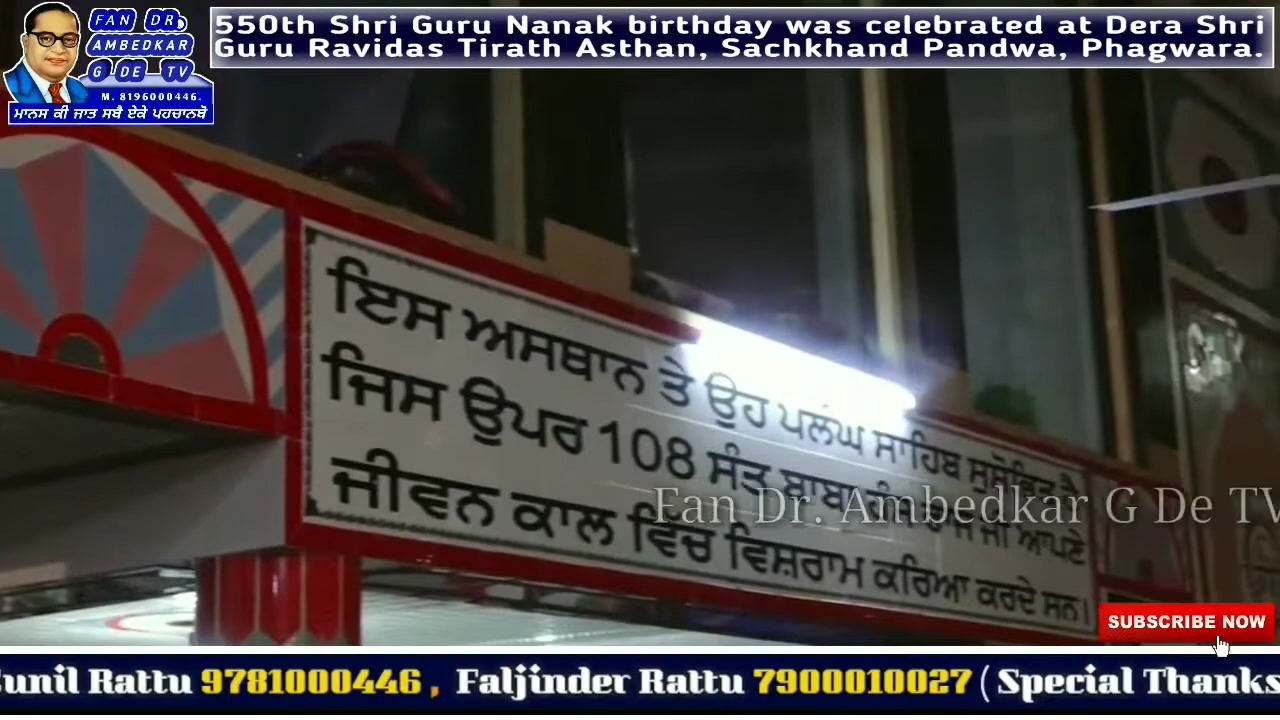 FAN DR.
AMBEDKAR
G DE TV
M. 8196000446.
ਮਾਨਸ ਕੀ ਜਾਤ ਸਬੈ ਏਕੇ ਪਹਚਾਨਬੋ
550th Shri Guru Nanak birthday was celebrated at Dera Shri
Guru Ravidas Tirath Asthan, Sachkhand Pandwa, Phagwara.
ਇਸ ਅਸਥਾਨ ਤੇ ਉਹ ਪਲੰਘ ਸਾਹਿਬ ਸੁਸ਼ੋਭਿਤ ਹੈ
ਜਿਸ ਉਪਰ 108 ਸੰਤ ਬਾਬਾ ਜੀ ਆਪਣੇ
ਜੀਵਨ ਕਾਲ ਵਿੱਚ ਵਿਸ਼ਰਾਮ ਕਰਿਆ ਕਰਦੇ ਸਨ।
Fan Dr. Ambedkar G De TV
SUBSCRIBE NOW
Sunil Rattu 9781000446 , Faljinder Rattu 7900010027 ( Special Thanks